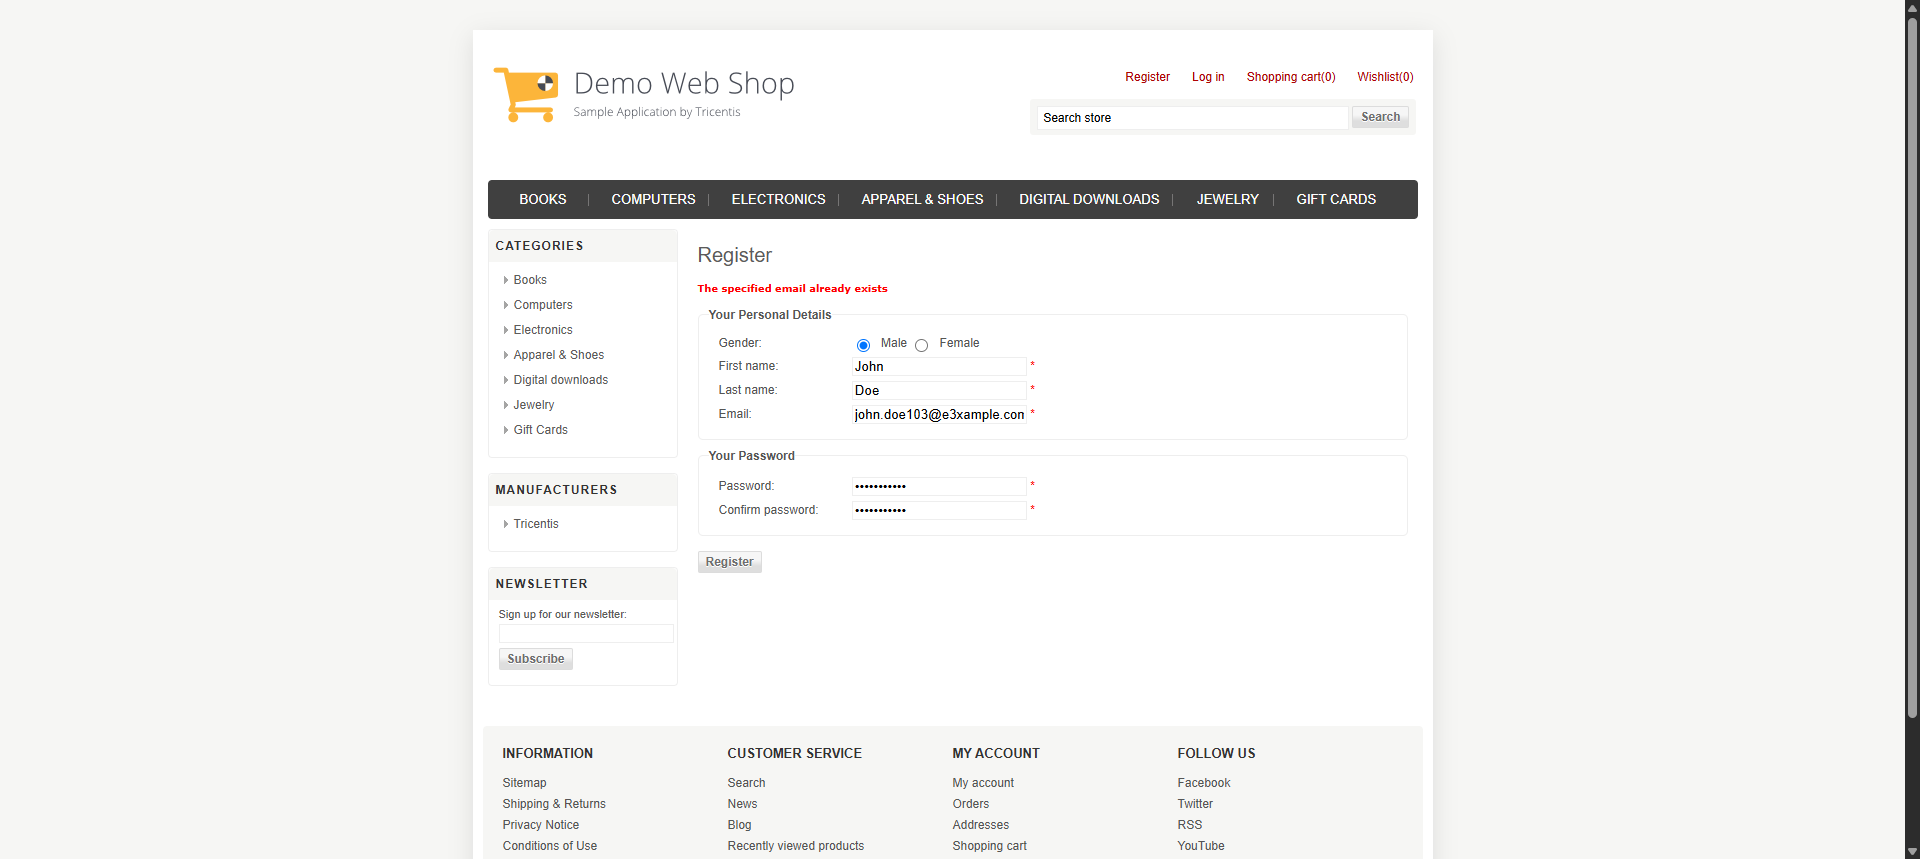 Demo Web Shop
Sample Application by Tricentis
Register Log in Shopping cart(0) Wishlist(0)
Search store Search
BOOKS COMPUTERS ELECTRONICS APPAREL & SHOES DIGITAL DOWNLOADS JEWELRY GIFT CARDS
CATEGORIES
Books
Computers
Electronics
Apparel & Shoes
Digital downloads
Jewelry
Gift Cards
MANUFACTURERS
Tricentis
NEWSLETTER
Sign up for our newsletter:
Subscribe
Register
The specified email already exists
Your Personal Details
Gender: Male Female
First name: John *
Last name: Doe *
Email: john.doe103@e3xample.com *
Your Password
Password: ••••••••••• *
Confirm password: ••••••••••• *
Register
INFORMATION
Sitemap
Shipping & Returns
Privacy Notice
Conditions of Use
CUSTOMER SERVICE
Search
News
Blog
Recently viewed products
MY ACCOUNT
My account
Orders
Addresses
Shopping cart
FOLLOW US
Facebook
Twitter
RSS
YouTube